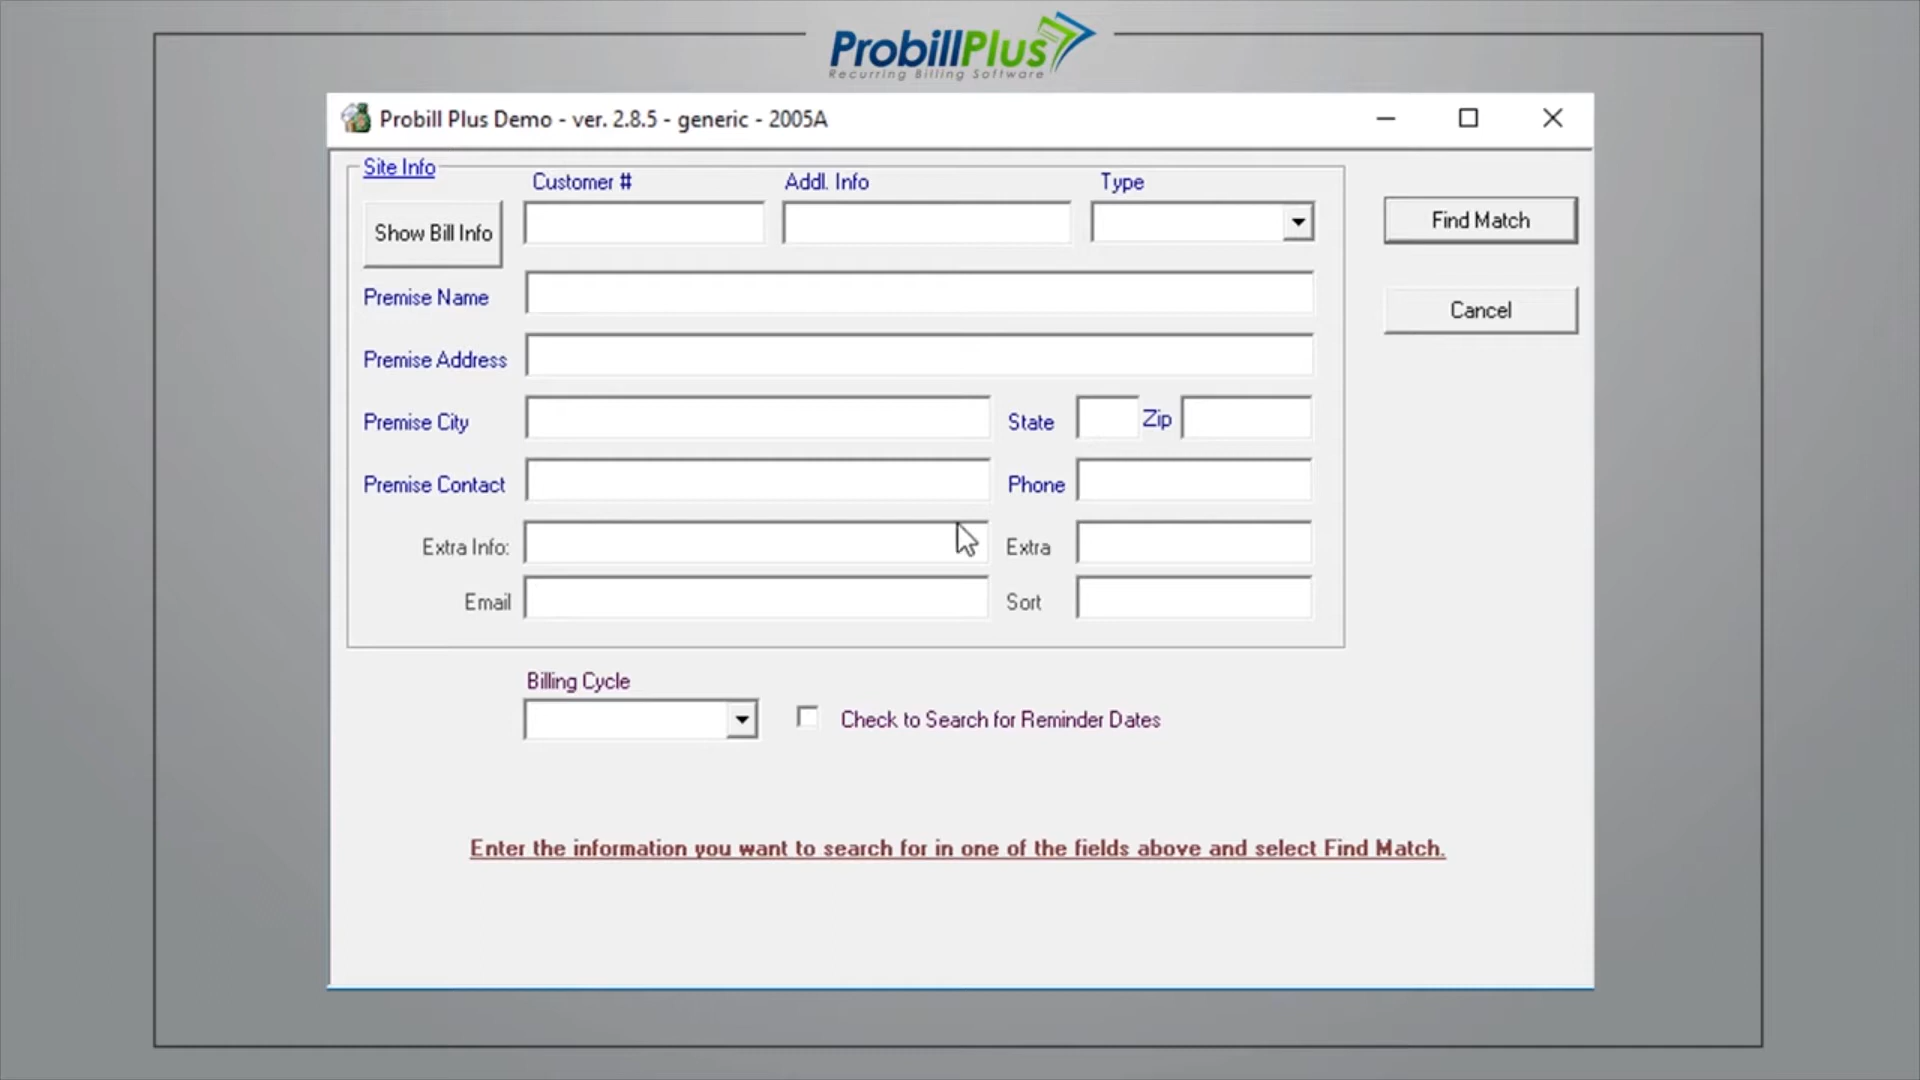 ProbillPlus
Recurring Billing Software
Probill Plus Demo - ver. 2.8.5 - generic - 2005A
Site Info
Customer # Addl. Info Type
Show Bill Info
Find Match
Premise Name
Cancel
Premise Address
Premise City State Zip
Premise Contact Phone
Extra Info: Extra
Email Sort
Billing Cycle
Check to Search for Reminder Dates
Enter the information you want to search for in one of the fields above and select Find Match.